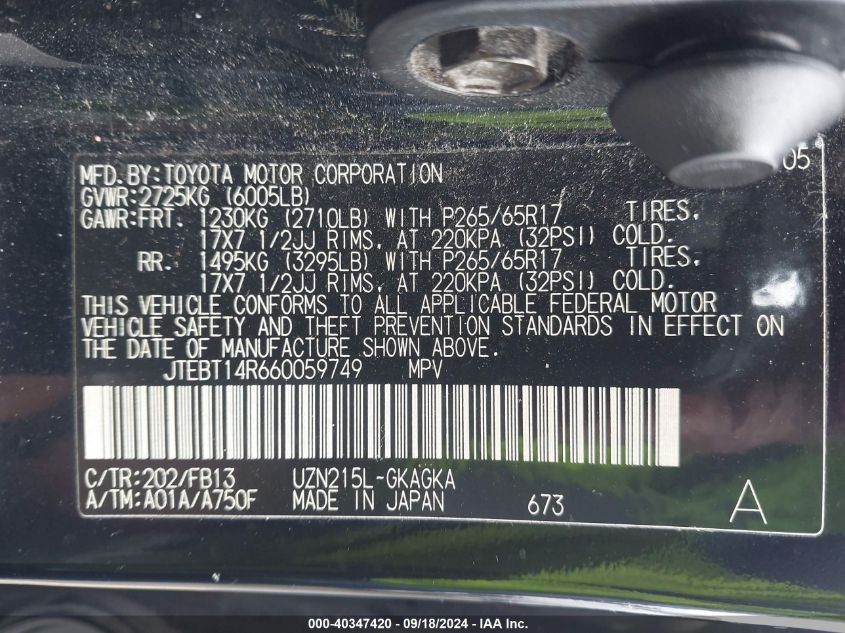 MFD.BY:TOYOTA MOTOR CORPORATION 05
GVWR:2725KG (6005LB)
GAWR:FRT. 1230KG (2710LB) WITH P265/65R17 TIRES.
17X7 1/2JJ RIMS, AT 220KPA (32PSI) COLD.
RR. 1495KG (3295LB) WITH P265/65R17 TIRES.
17X7 1/2JJ RIMS, AT 220KPA (32PSI) COLD.
THIS VEHICLE CONFORMS TO ALL APPLICABLE FEDERAL MOTOR
VEHICLE SAFETY AND THEFT PREVENTION STANDARDS IN EFFECT ON
THE DATE OF MANUFACTURE SHOWN ABOVE.
JTEBT14R660059749 MPV
C/TR:202/FB13 UZN215L-GKAGKA
A/TM:A01A/A750F MADE IN JAPAN 673 A
000-40347420 - 09/18/2024 - IAA Inc.